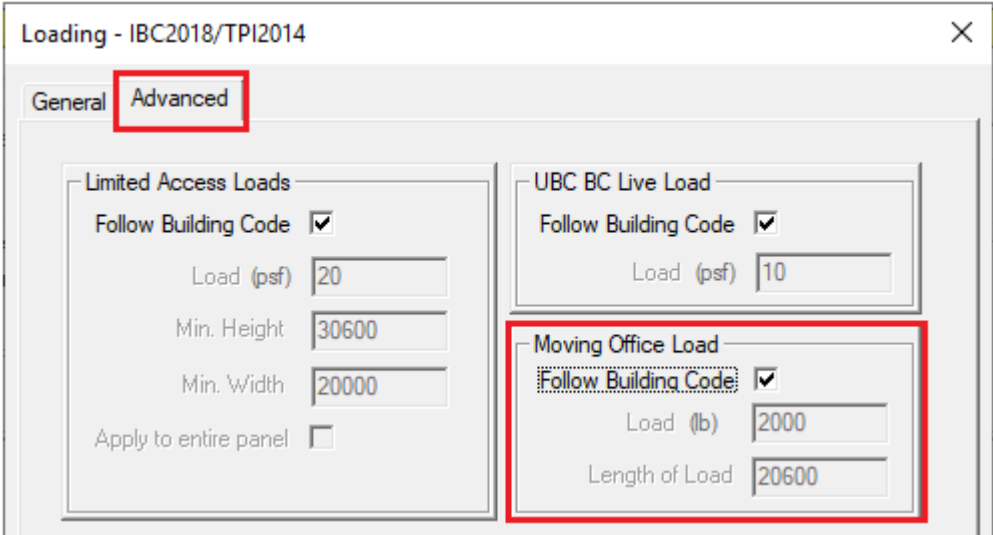 Loading - IBC2018/TPI2014
General Advanced
Limited Access Loads
Follow Building Code
Load (psf) 20
Min. Height 30600
Min. Width 20000
Apply to entire panel
UBC BC Live Load
Follow Building Code
Load (psf) 10
Moving Office Load
Follow Building Code
Load (lb) 2000
Length of Load 20600